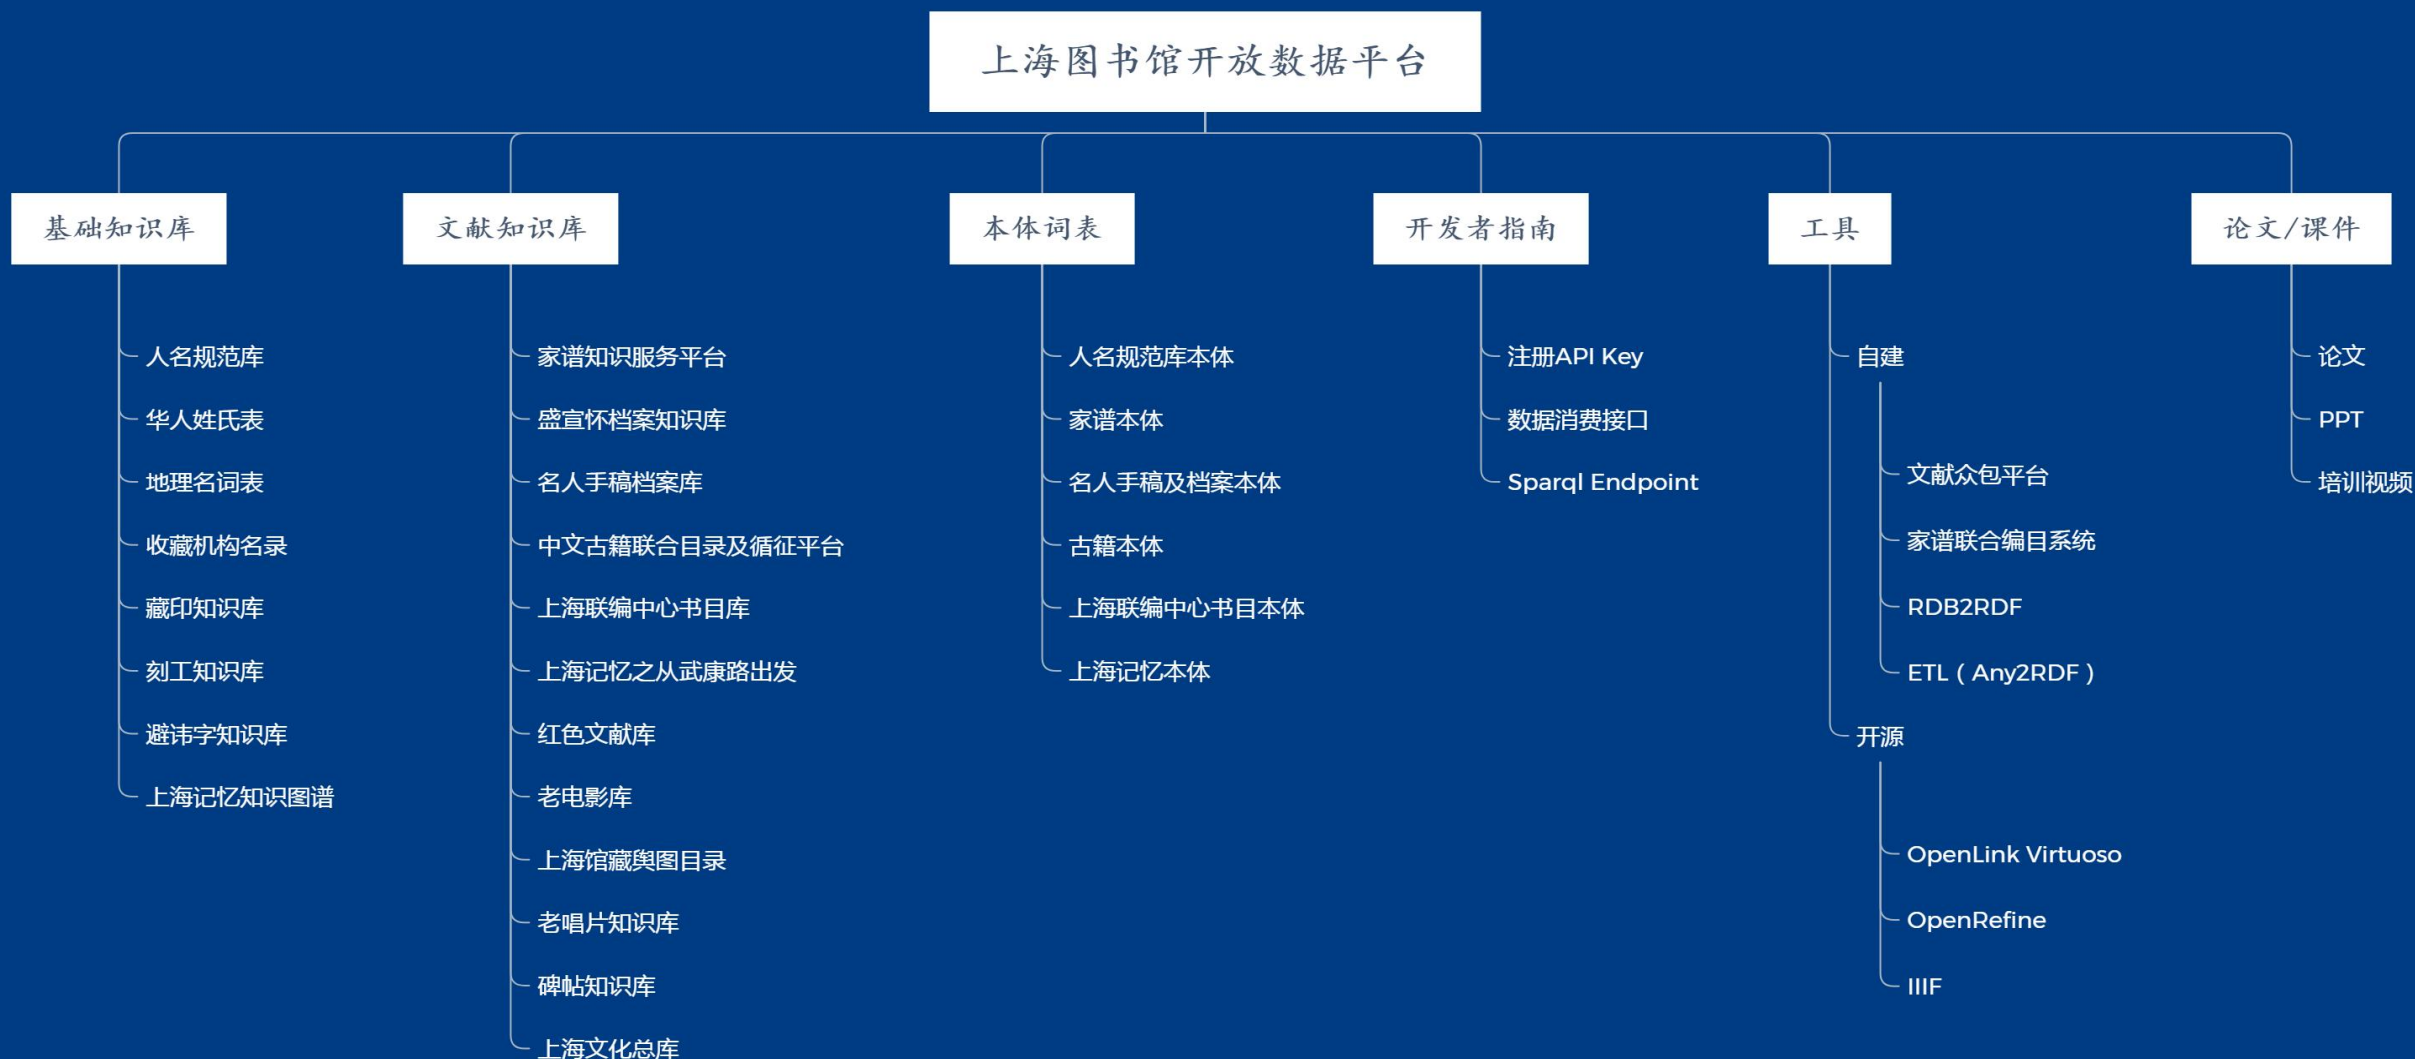 上海图书馆开放数据平台
基础知识库
人名规范库
华人姓氏表
地理名词表
收藏机构名录
藏印知识库
刻工知识库
避讳字知识库
上海记忆知识图谱
文献知识库
家谱知识服务平台
盛宣怀档案知识库
名人手稿档案库
中文古籍联合目录及循征平台
上海联编中心书目库
上海记忆之从武康路出发
红色文献库
老电影库
上海馆藏舆图目录
老唱片知识库
碑帖知识库
上海文化总库
本体词表
人名规范库本体
家谱本体
名人手稿及档案本体
古籍本体
上海联编中心书目本体
上海记忆本体
开发者指南
注册API Key
数据消费接口
Sparql Endpoint
工具
自建
文献众包平台
家谱联合编目系统
RDB2RDF
ETL（Any2RDF）
开源
OpenLink Virtuoso
OpenRefine
IIIF
论文/课件
论文
PPT
培训视频